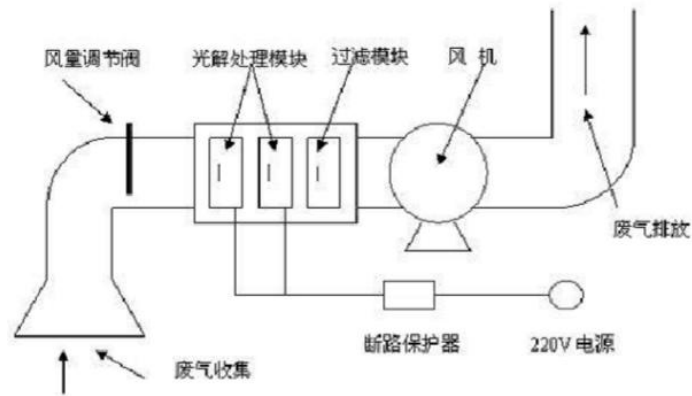 风量调节阀
光解处理模块
过滤模块
风 机
废气排放
断路保护器
220V 电源
废气收集